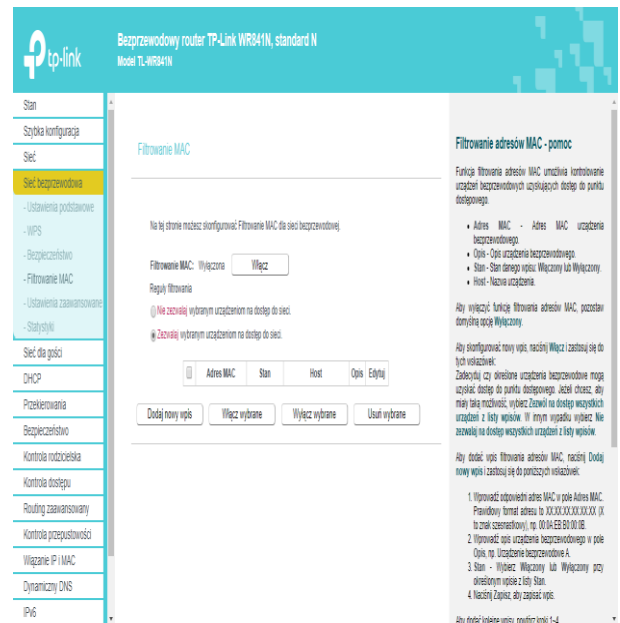 tp-link
Bezprzewodowy router TP-Link WR841N, standard N
Model TL-WR841N
Stan
Szybka konfiguracja
Sieć
Sieć bezprzewodowa
- Ustawienia podstawowe
- WPS
- Bezpieczeństwo
- Filtrowanie MAC
- Ustawienia zaawansowane
- Statystyki
Sieć dla gości
DHCP
Przekierowania
Bezpieczeństwo
Kontrola rodzicielska
Kontrola dostępu
Routing zaawansowany
Kontrola przepustowości
Wiązanie IP i MAC
Dynamiczny DNS
IPv6
Filtrowanie MAC
Na tej stronie możesz skonfigurować Filtrowanie MAC dla sieci bezprzewodowej.
Filtrowanie MAC: Wyłączona Włącz
Reguły filtrowania
Nie zezwalaj wybranym urządzeniom na dostęp do sieci.
Zezwalaj wybranym urządzeniom na dostęp do sieci.
Adres MAC Stan Host Opis Edytuj
Dodaj nowy wpis Włącz wybrane Wyłącz wybrane Usuń wybrane
Filtrowanie adresów MAC - pomoc
Funkcja filtrowania adresów MAC umożliwia kontrolowanie
urządzeń bezprzewodowych uzyskujących dostęp do punktu
dostępowego.
• Adres MAC - Adres MAC urządzenia
bezprzewodowego.
• Opis - Opis urządzenia bezprzewodowego.
• Stan - Stan danego wpisu: Włączony lub Wyłączony.
• Host - Nazwa urządzenia.
Aby wyłączyć funkcję filtrowania adresów MAC, pozostaw
domyślną opcję Wyłączony.
Aby skonfigurować nowy wpis, naciśnij Włącz i zastosuj się do
tych wskazówek:
Zadecyduj czy określone urządzenia bezprzewodowe mogą
uzyskać dostęp do punktu dostępowego. Jeżeli chcesz, aby
miały taką możliwość, wybierz Zezwól na dostęp wszystkich
urządzeń z listy wpisów. W innym wypadku wybierz Nie
zezwalaj na dostęp wszystkich urządzeń z listy wpisów.
Aby dodać wpis filtrowania adresów MAC, naciśnij Dodaj
nowy wpis i zastosuj się do poniższych wskazówek:
1. Wprowadź odpowiedni adres MAC w pole Adres MAC.
Prawidłowy format adresu to XX:XX:XX:XX:XX:XX (X
to znak szesnastkowy), np. 00:0A:EB:B0:00:0B.
2. Wprowadź opis urządzenia bezprzewodowego w pole
Opis, np. Urządzenie bezprzewodowe A.
3. Stan - Wybierz Włączony lub Wyłączony przy
określonym wpisie z listy Stan.
4. Naciśnij Zapisz, aby zapisać wpis.
Aby dodać kolejne wpisy, powtórz kroki 1-4.